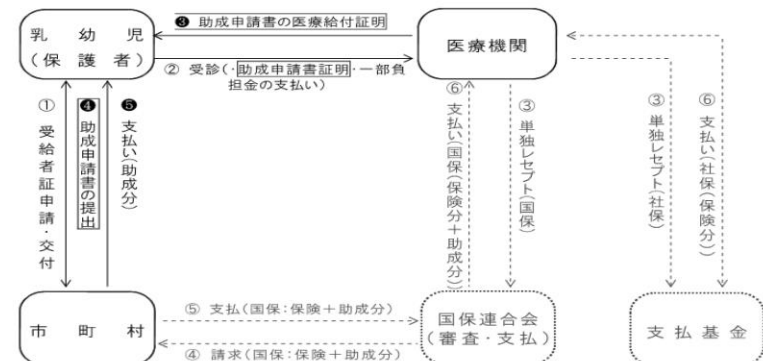 ❸ 助成申請書の医療給付証明
乳幼児
(保護者)
医療機関
② 受診(・助成申請書証明・一部負
担金の支払い)
① 受給者証申請・交付
❹ 助成申請書の提出
❺ 支払い(助成分)
⑥ 支払い(国保(保険分+助成分))
③ 単独レセプト(国保)
③ 単独レセプト(社保)
⑥ 支払い(社保(保険分))
市町村
⑤ 支払(国保:保険+助成分)
④ 請求(国保:保険+助成分)
国保連合会
(審査・支払)
支払基金